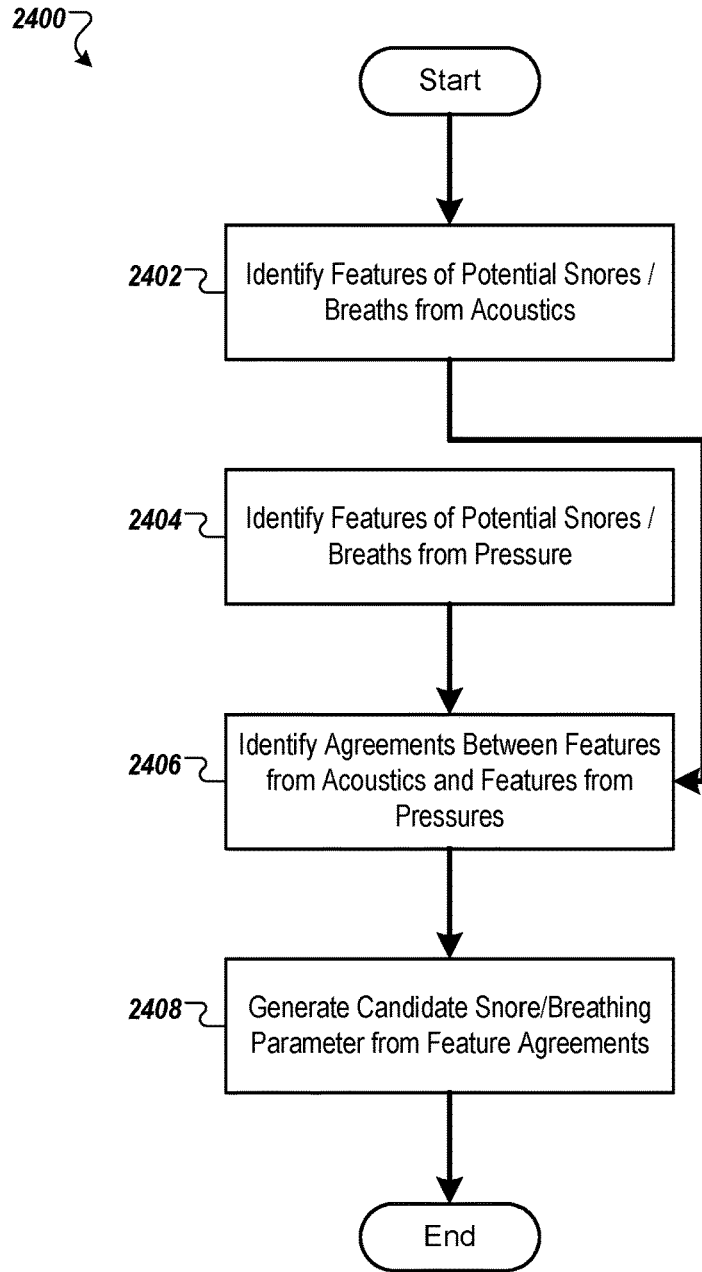 2400
Start
2402
Identify Features of Potential Snores /
Breaths from Acoustics
2404
Identify Features of Potential Snores /
Breaths from Pressure
2406
Identify Agreements Between Features
from Acoustics and Features from
Pressures
2408
Generate Candidate Snore/Breathing
Parameter from Feature Agreements
End